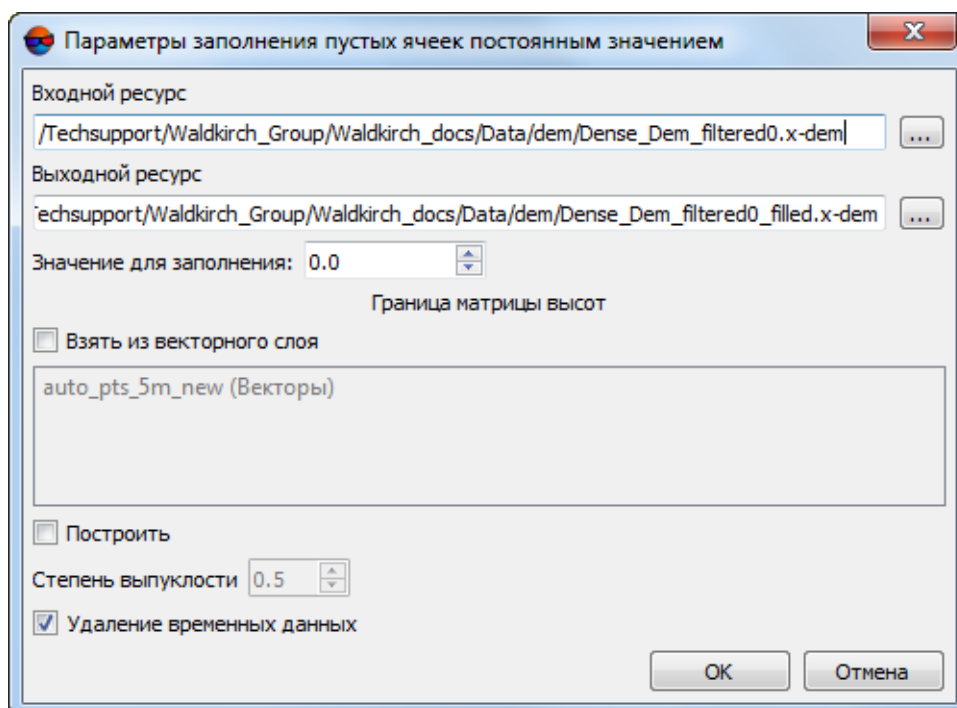 Параметры заполнения пустых ячеек постоянным значением
Входной ресурс
/Techsupport/Waldkirch_Group/Waldkirch_docs/Data/dem/Dense_Dem_filtered0.x-dem
...
Выходной ресурс
Techsupport/Waldkirch_Group/Waldkirch_docs/Data/dem/Dense_Dem_filtered0_filled.x-dem
...
Значение для заполнения: 0.0
Граница матрицы высот
Взять из векторного слоя
auto_pts_5m_new (Векторы)
Построить
Степень выпуклости 0.5
Удаление временных данных
OK Отмена